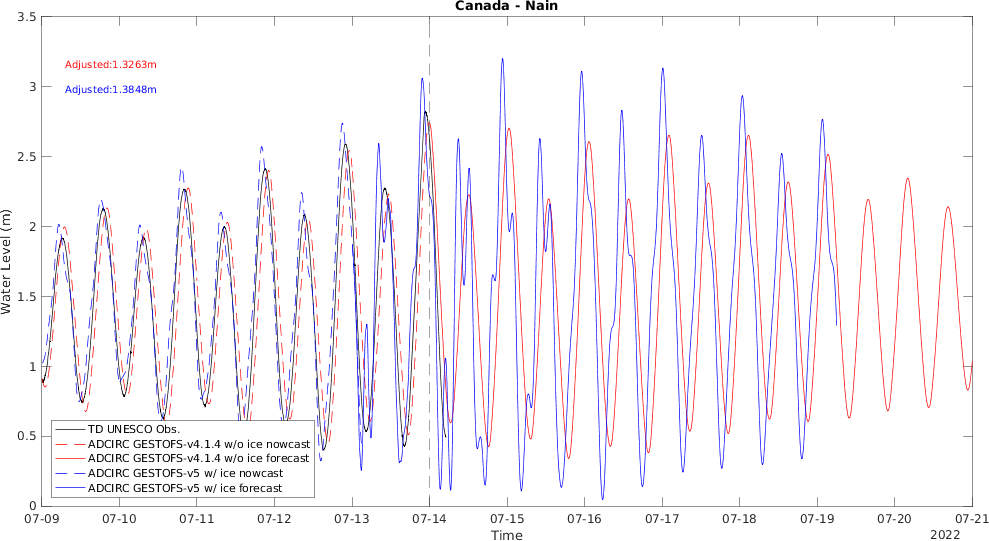 Canada - Nain
3.5
3
2.5
2
1.5
1
0.5
0
Water Level (m)
Adjusted:1.3263m
Adjusted:1.3848m
TD UNESCO Obs.
ADCIRC GESTOFS-v4.1.4 w/o ice nowcast
ADCIRC GESTOFS-v4.1.4 w/o ice forecast
ADCIRC GESTOFS-v5 w/ ice nowcast
ADCIRC GESTOFS-v5 w/ ice forecast
07-09 07-10 07-11 07-12 07-13 07-14 07-15 07-16 07-17 07-18 07-19 07-20 07-21
Time
2022